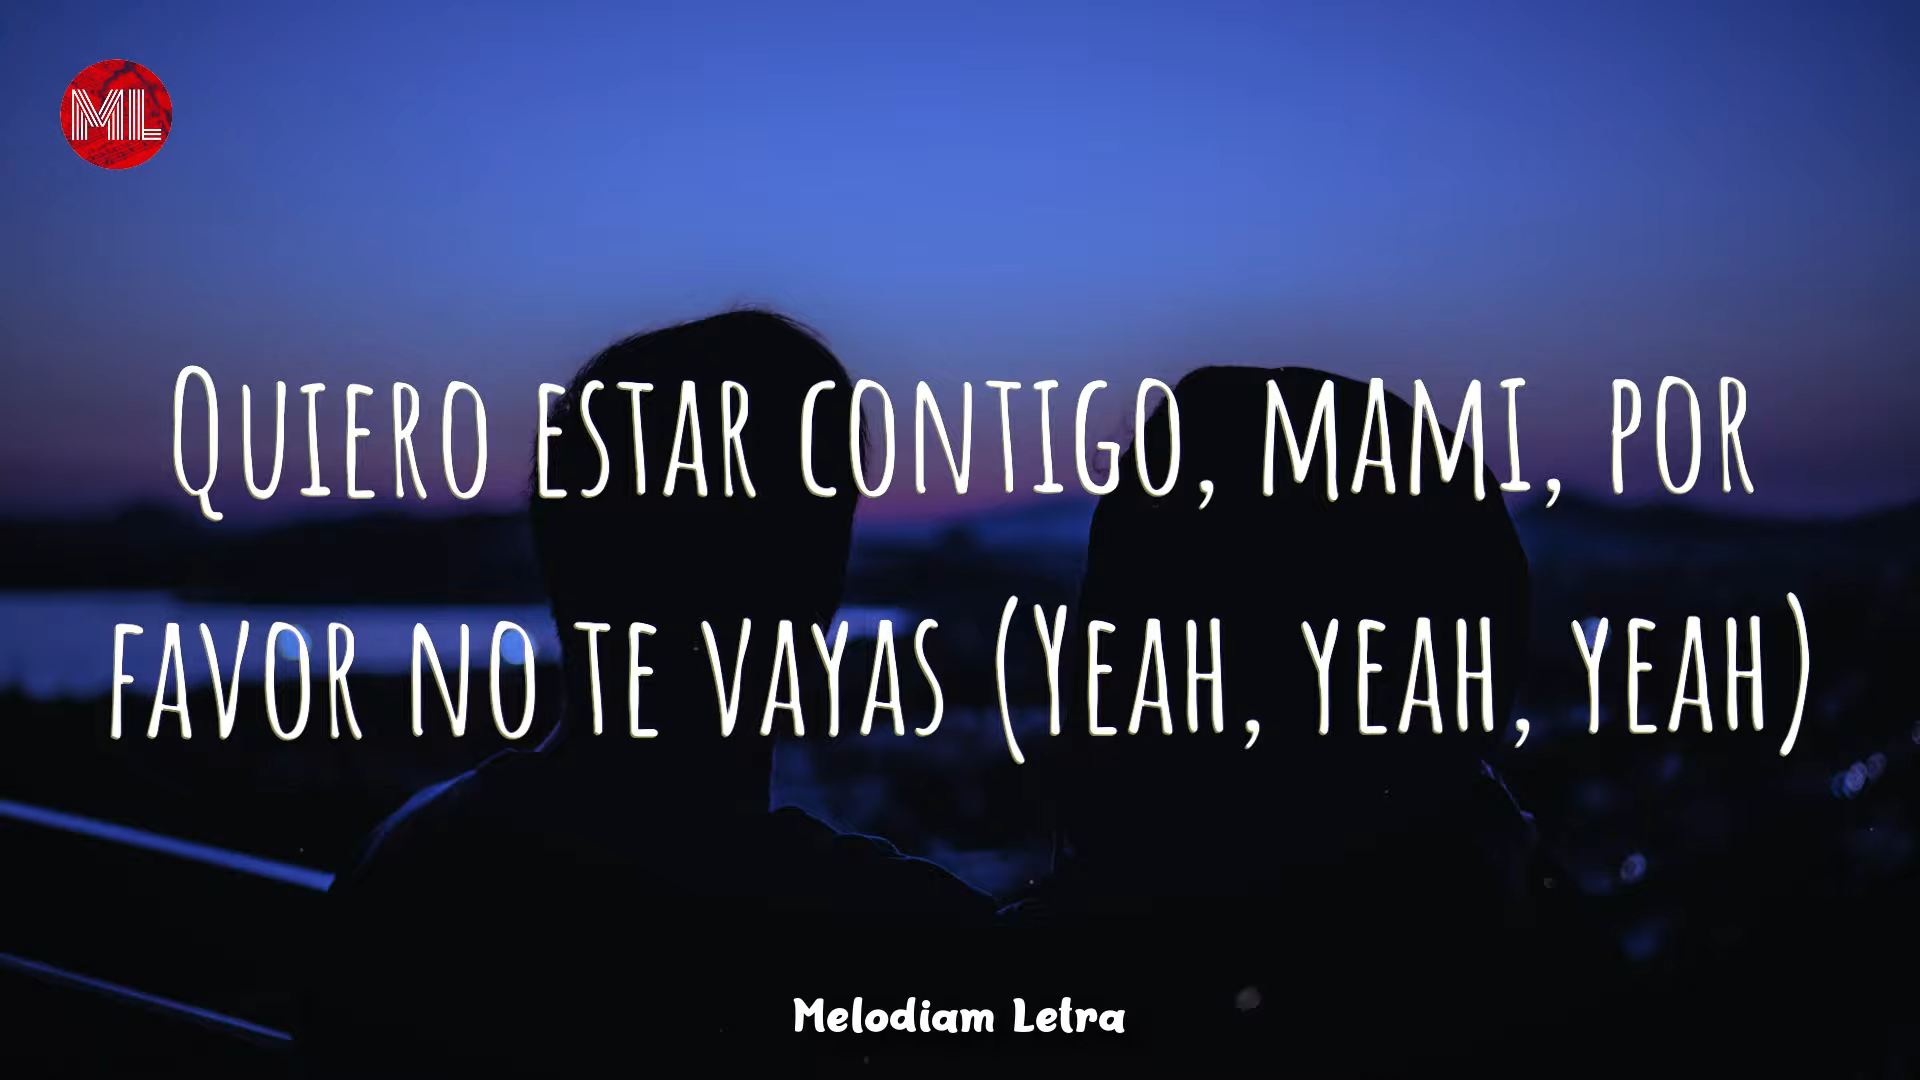 ML
Quiero estar contigo, mami, por
favor no te vayas (Yeah, yeah, yeah)
Melodiam Letra